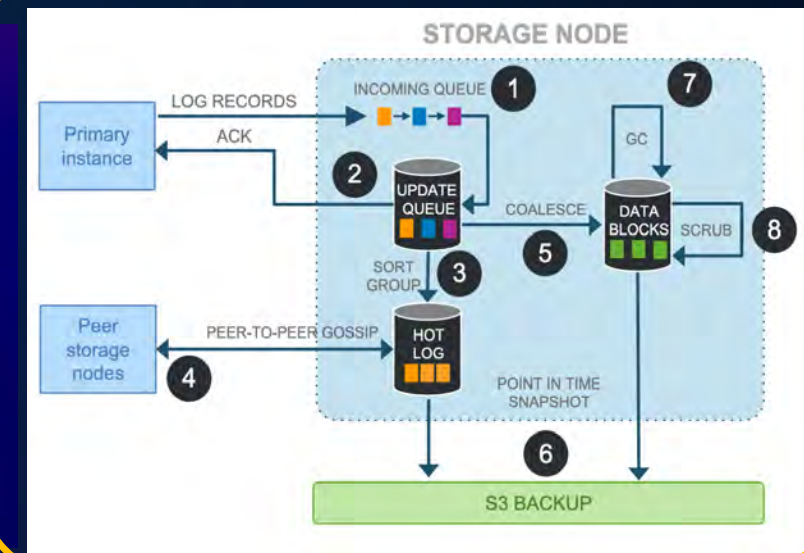 STORAGE NODE
INCOMING QUEUE
1
7
LOG RECORDS
Primary
instance
ACK
GC
2
UPDATE
QUEUE
COALESCE
5
DATA
BLOCKS
SCRUB
8
SORT
GROUP
3
Peer
storage
nodes
PEER-TO-PEER GOSSIP
4
HOT
LOG
POINT IN TIME
SNAPSHOT
6
S3 BACKUP